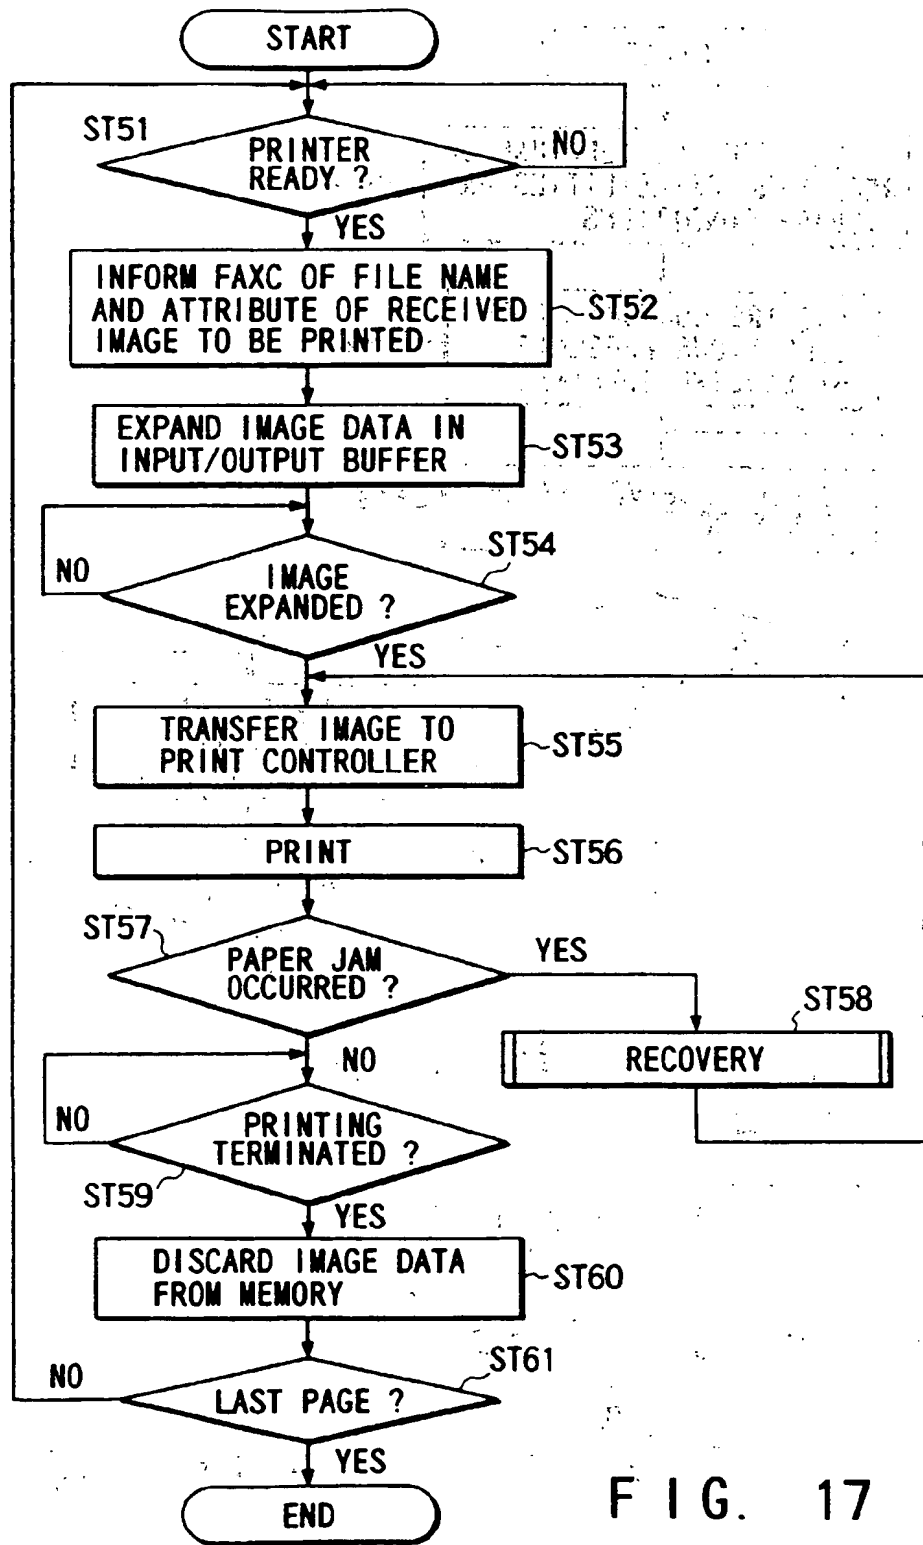 START
ST51
PRINTER
READY ?
NO
YES
INFORM FAXC OF FILE NAME
AND ATTRIBUTE OF RECEIVED
IMAGE TO BE PRINTED
ST52
EXPAND IMAGE DATA IN
INPUT/OUTPUT BUFFER
ST53
ST54
NO
IMAGE
EXPANDED ?
YES
TRANSFER IMAGE TO
PRINT CONTROLLER
ST55
PRINT
ST56
ST57
PAPER JAM
OCCURRED ?
YES
ST58
RECOVERY
NO
NO
PRINTING
TERMINATED ?
ST59
YES
DISCARD IMAGE DATA
FROM MEMORY
ST60
ST61
NO
LAST PAGE ?
YES
END
FIG. 17